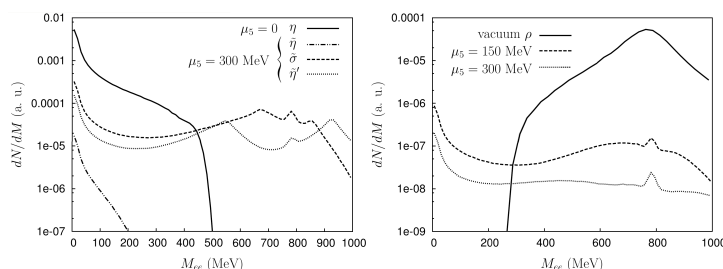 μ₅ = 0 η
μ₅ = 300 MeV { η̃
σ̃
η̃′
dN/dM (a. u.)
0.01
0.001
0.0001
1e-05
1e-06
1e-07
0 100 200 300 400 500 600 700 800 900 1000
M_ee (MeV)
vacuum ρ
μ₅ = 150 MeV
μ₅ = 300 MeV
dN/dM (a. u.)
0.0001
1e-05
1e-06
1e-07
1e-08
1e-09
0 200 400 600 800 1000
M_ee (MeV)